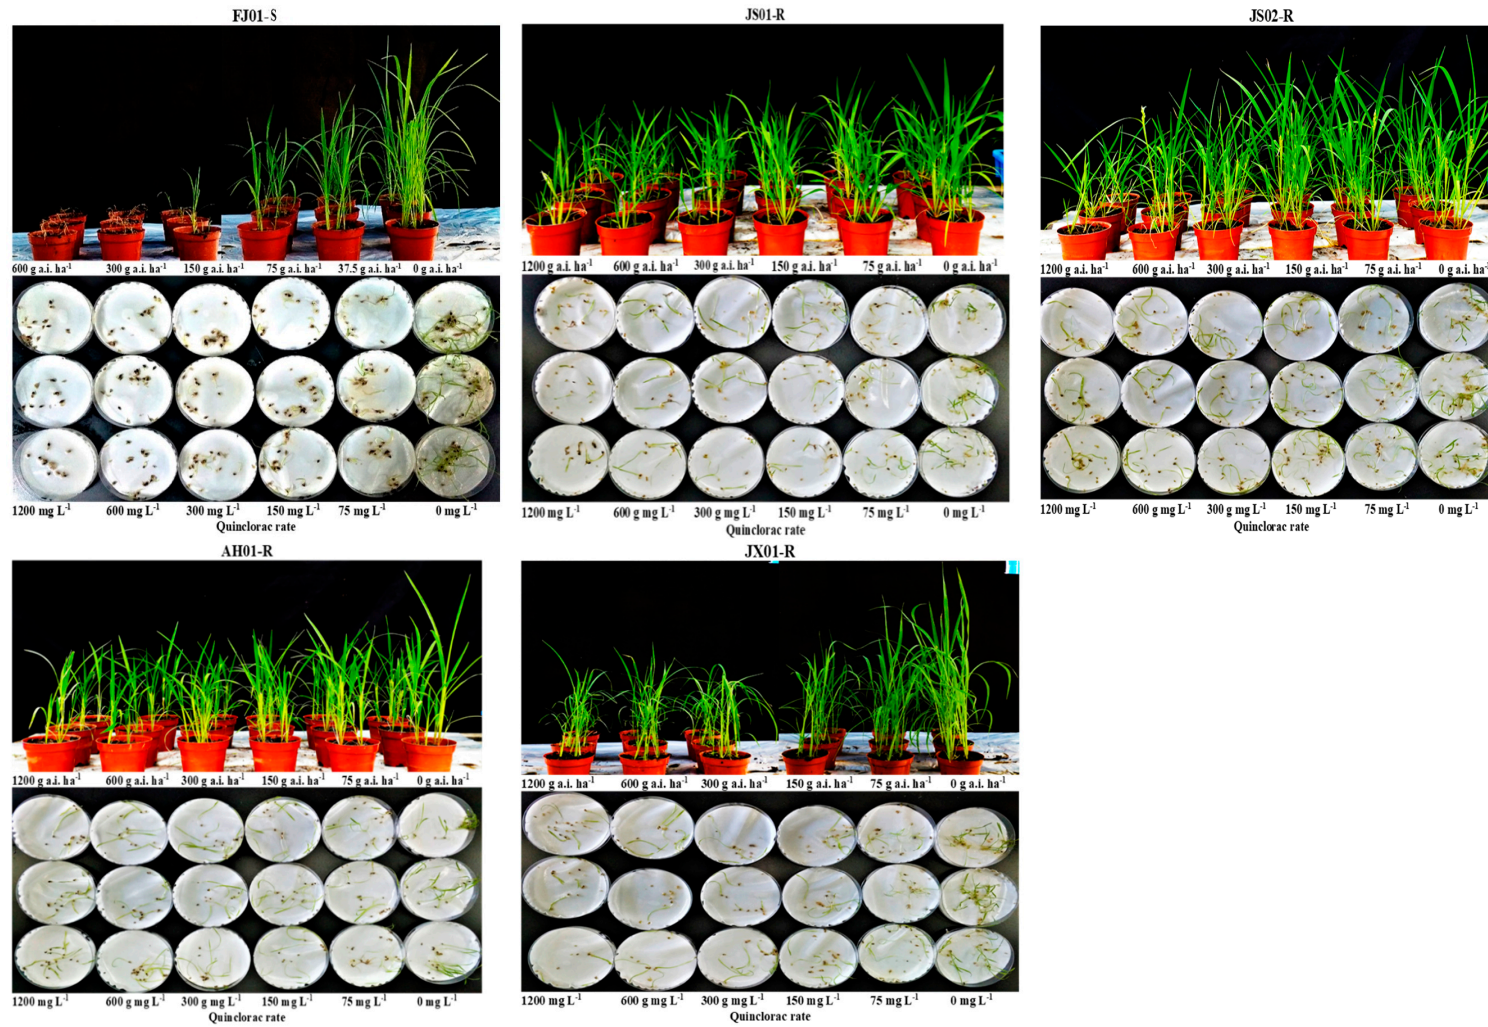 FJ01-S
600 g a.i. ha-1 300 g a.i. ha-1 150 g a.i. ha-1 75 g a.i. ha-1 37.5 g a.i. ha-1 0 g a.i. ha-1
1200 mg L-1 600 mg L-1 300 mg L-1 150 mg L-1 75 mg L-1 0 mg L-1
Quinclorac rate
JS01-R
1200 g a.i. ha-1 600 g a.i. ha-1 300 g a.i. ha-1 150 g a.i. ha-1 75 g a.i. ha-1 0 g a.i. ha-1
1200 mg L-1 600 g mg L-1 300 g mg L-1 150 mg L-1 75 mg L-1 0 mg L-1
Quinclorac rate
JS02-R
1200 g a.i. ha-1 600 g a.i. ha-1 300 g a.i. ha-1 150 g a.i. ha-1 75 g a.i. ha-1 0 g a.i. ha-1
1200 mg L-1 600 g mg L-1 300 g mg L-1 150 mg L-1 75 mg L-1 0 mg L-1
Quinclorac rate
AH01-R
1200 g a.i. ha-1 600 g a.i. ha-1 300 g a.i. ha-1 150 g a.i. ha-1 75 g a.i. ha-1 0 g a.i. ha-1
1200 mg L-1 600 g mg L-1 300 g mg L-1 150 mg L-1 75 mg L-1 0 mg L-1
Quinclorac rate
JX01-R
1200 g a.i. ha-1 600 g a.i. ha-1 300 g a.i. ha-1 150 g a.i. ha-1 75 g a.i. ha-1 0 g a.i. ha-1
1200 mg L-1 600 g mg L-1 300 g mg L-1 150 mg L-1 75 mg L-1 0 mg L-1
Quinclorac rate